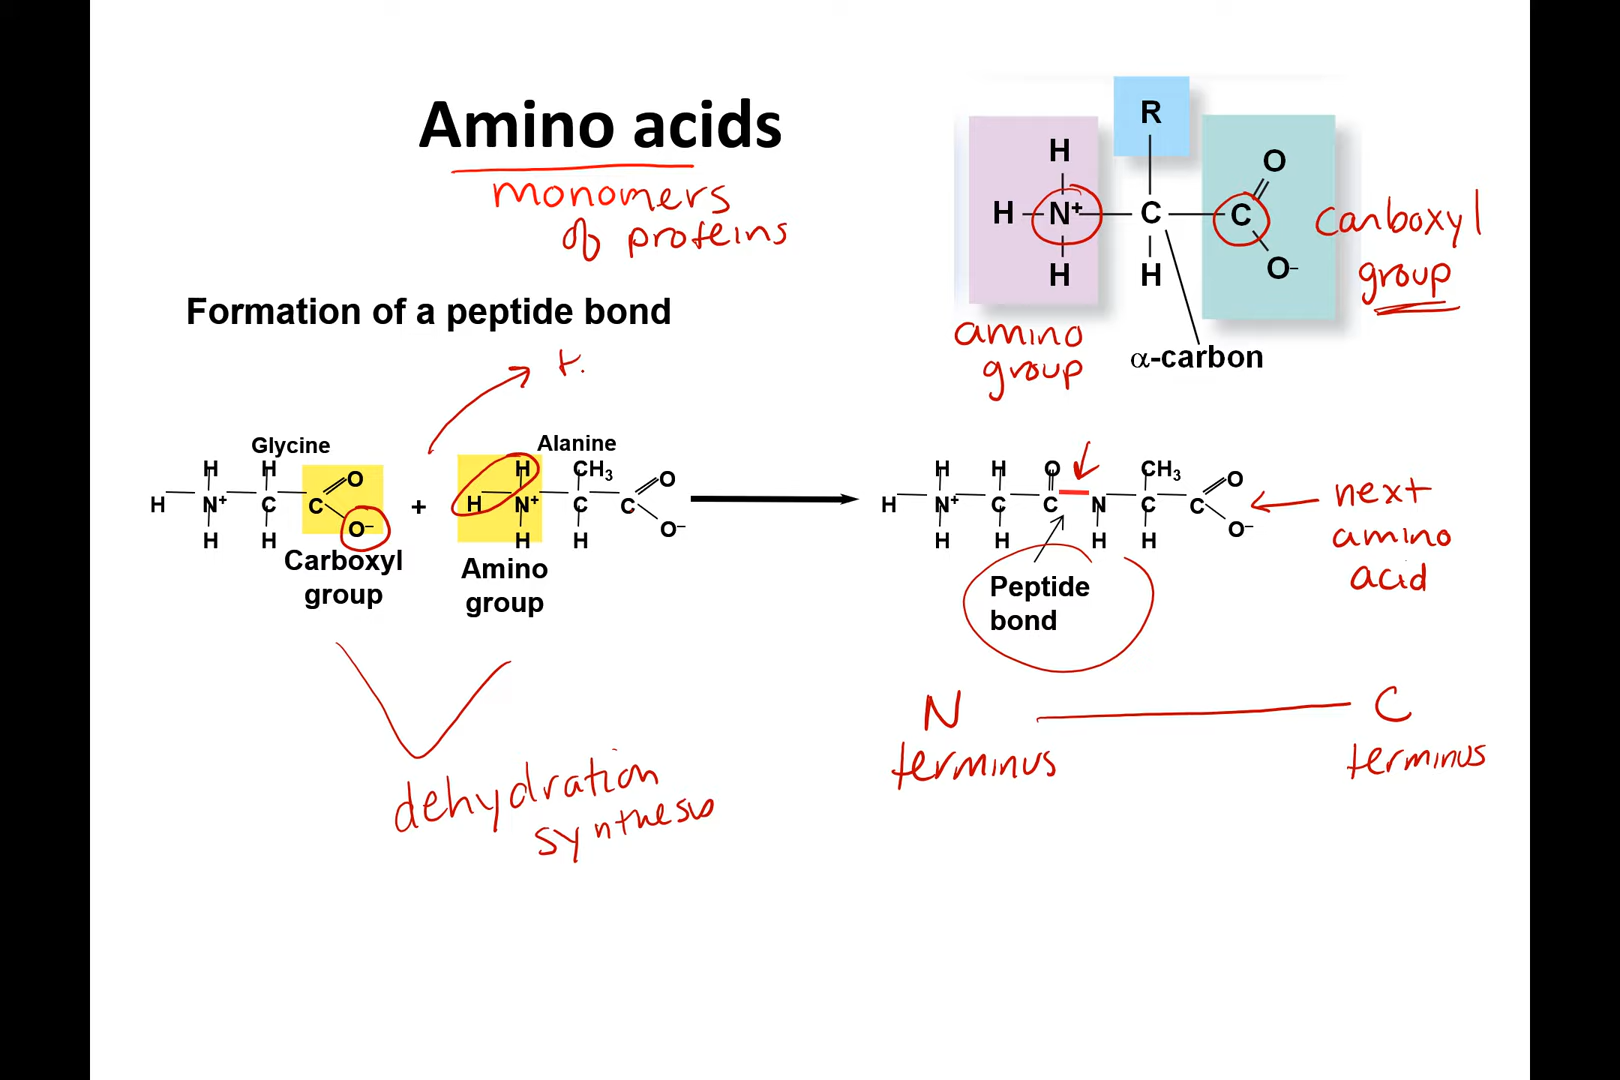 Amino acids
monomers
of proteins
R
H
H N⁺ C C O
H H O⁻
carboxyl
group
amino
group
α-carbon
Formation of a peptide bond
Glycine
H H O
H N⁺ C C
H H O⁻
Carboxyl
group
+
Alanine
H CH₃ O
H N⁺ C C
H H O⁻
Amino
group
H H O CH₃ O
H N⁺ C C N C C
H H H H O⁻
Peptide
bond
next
amino
acid
N
terminus
C
terminus
dehydration
synthesis